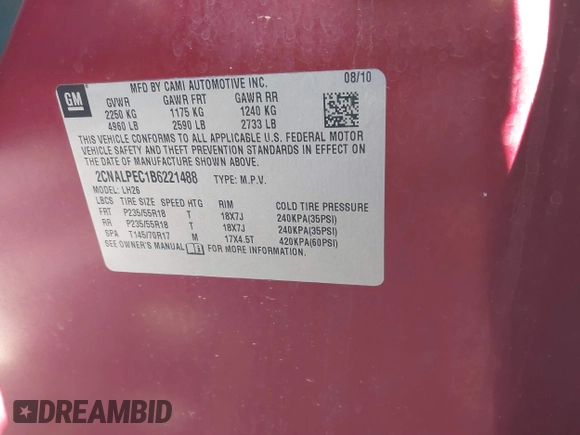 GM
MFD BY CAMI AUTOMOTIVE INC. 08/10
GVWR GAWR FRT GAWR RR
2250 KG 1175 KG 1240 KG
4960 LB 2590 LB 2733 LB
THIS VEHICLE CONFORMS TO ALL APPLICABLE U.S. FEDERAL MOTOR
VEHICLE SAFETY AND THEFT PREVENTION STANDARDS IN EFFECT ON
THE DATE OF MANUFACTURE SHOWN ABOVE.
2CNALPEC1B6221488 TYPE: M.P.V.
MODEL: LH26
LBCS TIRE SIZE SPEED HTG RIM COLD TIRE PRESSURE
FRT P235/55R18 T 18X7J 240KPA(35PSI)
RR P235/55R18 T 18X7J 240KPA(35PSI)
SPA T145/70R17 M 17X4.5T 420KPA(60PSI)
SEE OWNER'S MANUAL FOR MORE INFORMATION.
DREAMBID